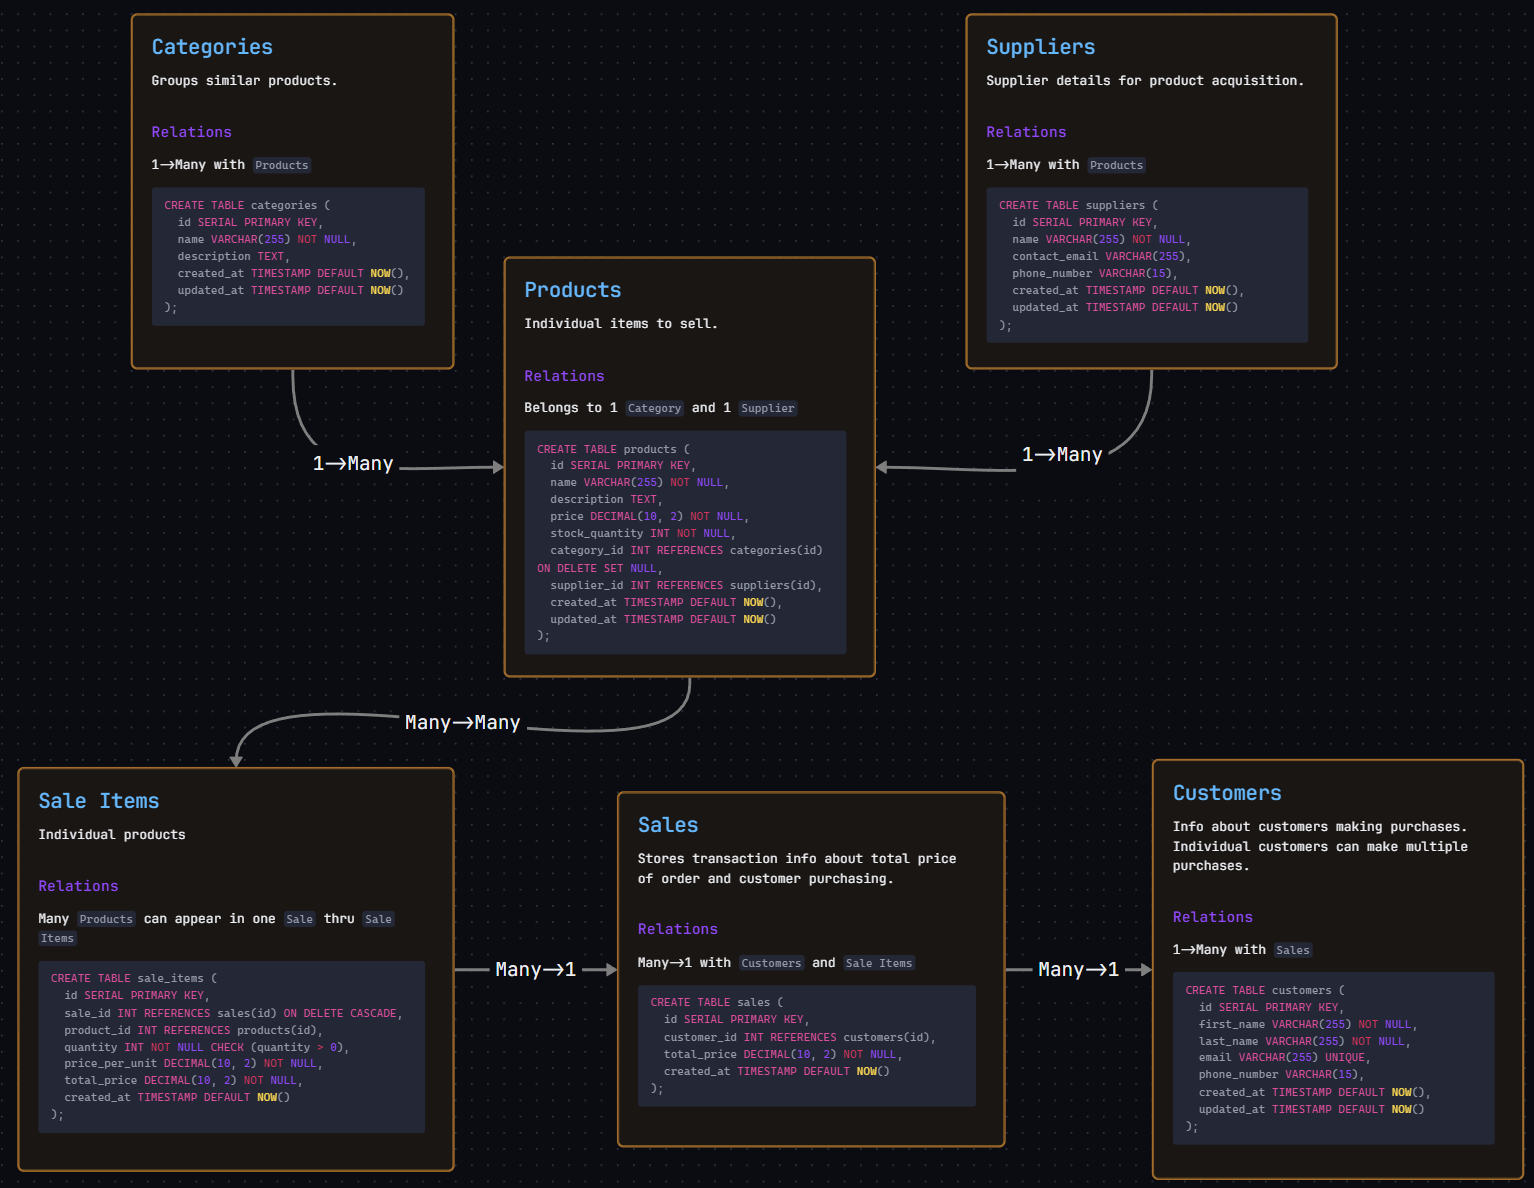 Categories
Groups similar products.
Relations
1→Many with Products
CREATE TABLE categories (
id SERIAL PRIMARY KEY,
name VARCHAR(255) NOT NULL,
description TEXT,
created_at TIMESTAMP DEFAULT NOW(),
updated_at TIMESTAMP DEFAULT NOW()
);
Suppliers
Supplier details for product acquisition.
Relations
1→Many with Products
CREATE TABLE suppliers (
id SERIAL PRIMARY KEY,
name VARCHAR(255) NOT NULL,
contact_email VARCHAR(255),
phone_number VARCHAR(15),
created_at TIMESTAMP DEFAULT NOW(),
updated_at TIMESTAMP DEFAULT NOW()
);
1→Many
Products
Individual items to sell.
Relations
Belongs to 1 Category and 1 Supplier
CREATE TABLE products (
id SERIAL PRIMARY KEY,
name VARCHAR(255) NOT NULL,
description TEXT,
price DECIMAL(10, 2) NOT NULL,
stock_quantity INT NOT NULL,
category_id INT REFERENCES categories(id)
ON DELETE SET NULL,
supplier_id INT REFERENCES suppliers(id),
created_at TIMESTAMP DEFAULT NOW(),
updated_at TIMESTAMP DEFAULT NOW()
);
1→Many
Many→Many
Sale Items
Individual products
Relations
Many Products can appear in one Sale thru Sale
Items
CREATE TABLE sale_items (
id SERIAL PRIMARY KEY,
sale_id INT REFERENCES sales(id) ON DELETE CASCADE,
product_id INT REFERENCES products(id),
quantity INT NOT NULL CHECK (quantity > 0),
price_per_unit DECIMAL(10, 2) NOT NULL,
total_price DECIMAL(10, 2) NOT NULL,
created_at TIMESTAMP DEFAULT NOW()
);
Many→1
Sales
Stores transaction info about total price
of order and customer purchasing.
Relations
Many→1 with Customers and Sale Items
CREATE TABLE sales (
id SERIAL PRIMARY KEY,
customer_id INT REFERENCES customers(id),
total_price DECIMAL(10, 2) NOT NULL,
created_at TIMESTAMP DEFAULT NOW()
);
Many→1
Customers
Info about customers making purchases.
Individual customers can make multiple
purchases.
Relations
1→Many with Sales
CREATE TABLE customers (
id SERIAL PRIMARY KEY,
first_name VARCHAR(255) NOT NULL,
last_name VARCHAR(255) NOT NULL,
email VARCHAR(255) UNIQUE,
phone_number VARCHAR(15),
created_at TIMESTAMP DEFAULT NOW(),
updated_at TIMESTAMP DEFAULT NOW()
);